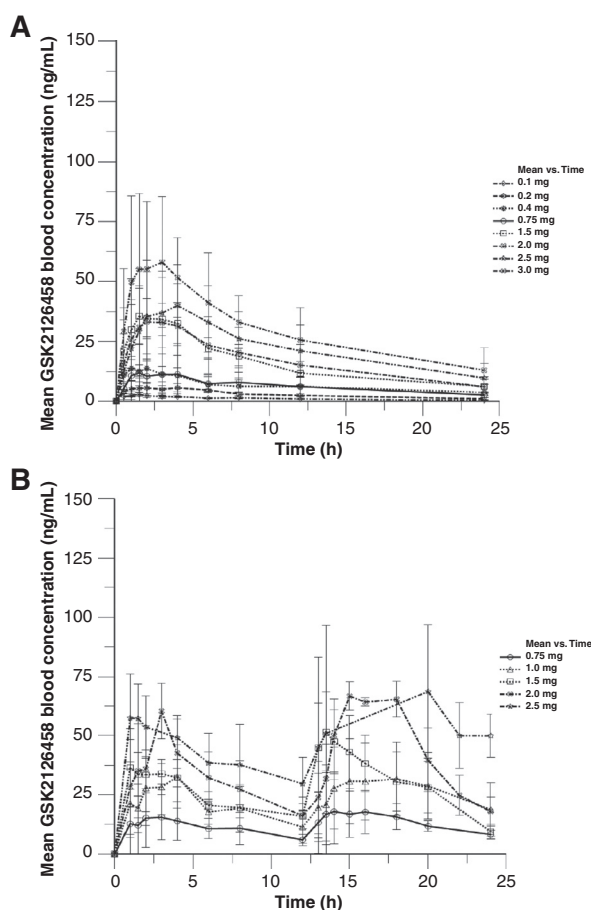 A
Mean GSK2126458 blood concentration (ng/mL)
150
125
100
75
50
25
0
0
5
10
15
20
25
Time (h)
Mean vs. Time
0.1 mg
0.2 mg
0.4 mg
0.75 mg
1.5 mg
2.0 mg
2.5 mg
3.0 mg
B
Mean GSK2126458 blood concentration (ng/mL)
150
125
100
75
50
25
0
0
5
10
15
20
25
Time (h)
Mean vs. Time
0.75 mg
1.0 mg
1.5 mg
2.0 mg
2.5 mg